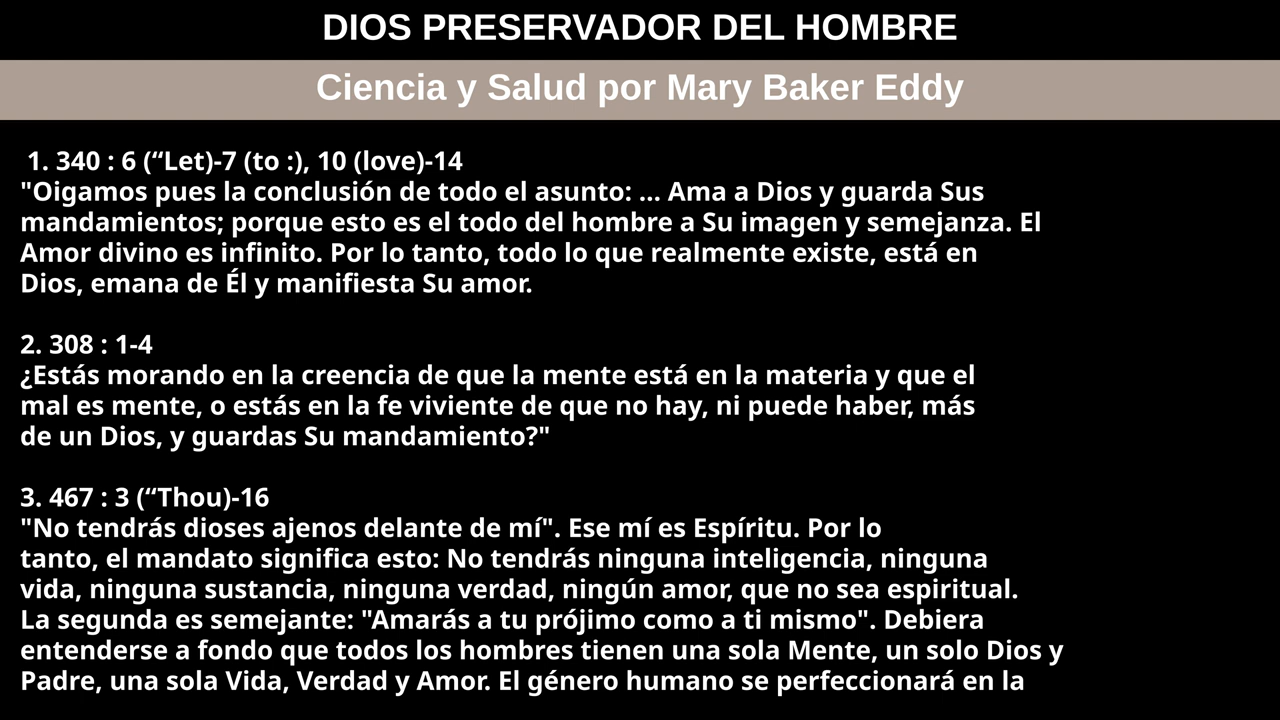 DIOS PRESERVADOR DEL HOMBRE
Ciencia y Salud por Mary Baker Eddy
1. 340 : 6 (“Let)-7 (to :), 10 (love)-14
"Oigamos pues la conclusión de todo el asunto: ... Ama a Dios y guarda Sus
mandamientos; porque esto es el todo del hombre a Su imagen y semejanza. El
Amor divino es infinito. Por lo tanto, todo lo que realmente existe, está en
Dios, emana de Él y manifiesta Su amor.
2. 308 : 1-4
¿Estás morando en la creencia de que la mente está en la materia y que el
mal es mente, o estás en la fe viviente de que no hay, ni puede haber, más
de un Dios, y guardas Su mandamiento?"
3. 467 : 3 (“Thou)-16
"No tendrás dioses ajenos delante de mí". Ese mí es Espíritu. Por lo
tanto, el mandato significa esto: No tendrás ninguna inteligencia, ninguna
vida, ninguna sustancia, ninguna verdad, ningún amor, que no sea espiritual.
La segunda es semejante: "Amarás a tu prójimo como a ti mismo". Debiera
entenderse a fondo que todos los hombres tienen una sola Mente, un solo Dios y
Padre, una sola Vida, Verdad y Amor. El género humano se perfeccionará en la